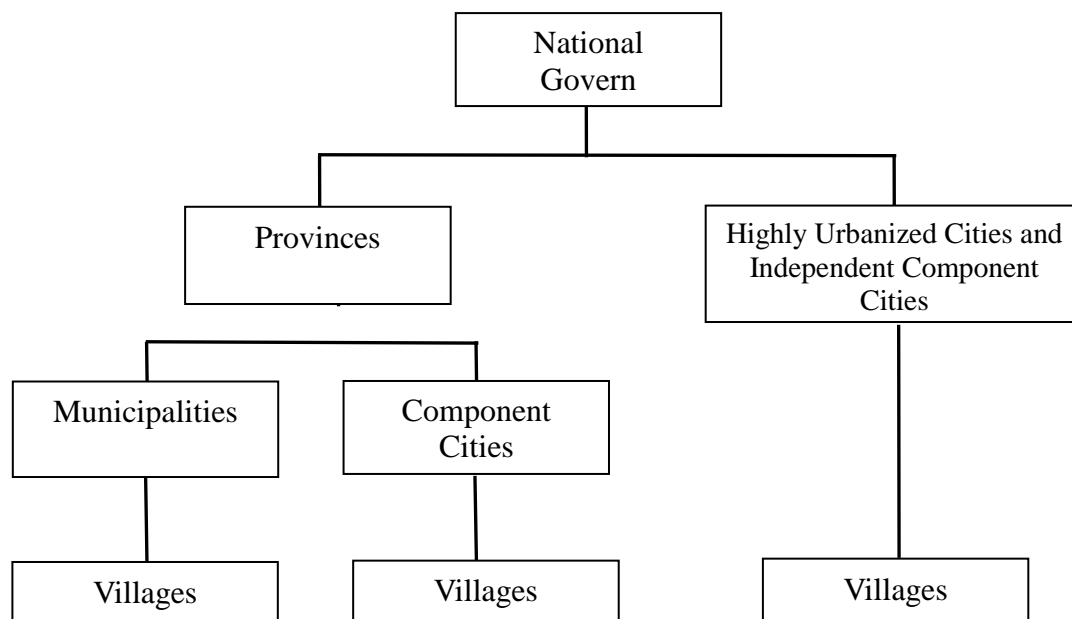 National
Govern
Provinces
Highly Urbanized Cities and
Independent Component
Cities
Municipalities
Component
Cities
Villages
Villages
Villages